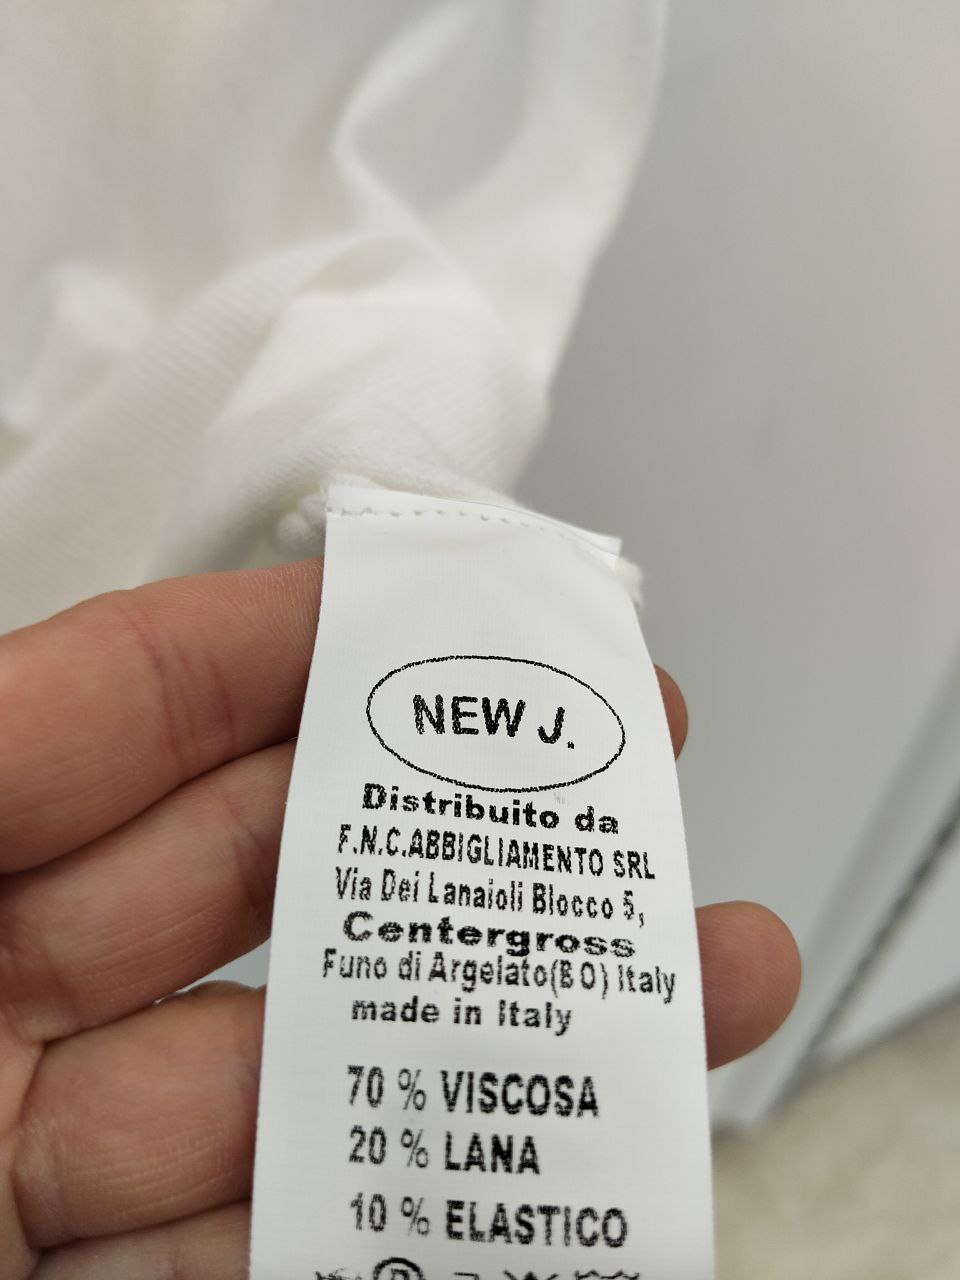 NEW J.
Distribuito da
F.N.C.ABBIGLIAMENTO SRL
Via Dei Lanaioli Blocco 5,
Centergross
Funo di Argelato(BO) Italy
made in Italy
70 % VISCOSA
20 % LANA
10 % ELASTICO